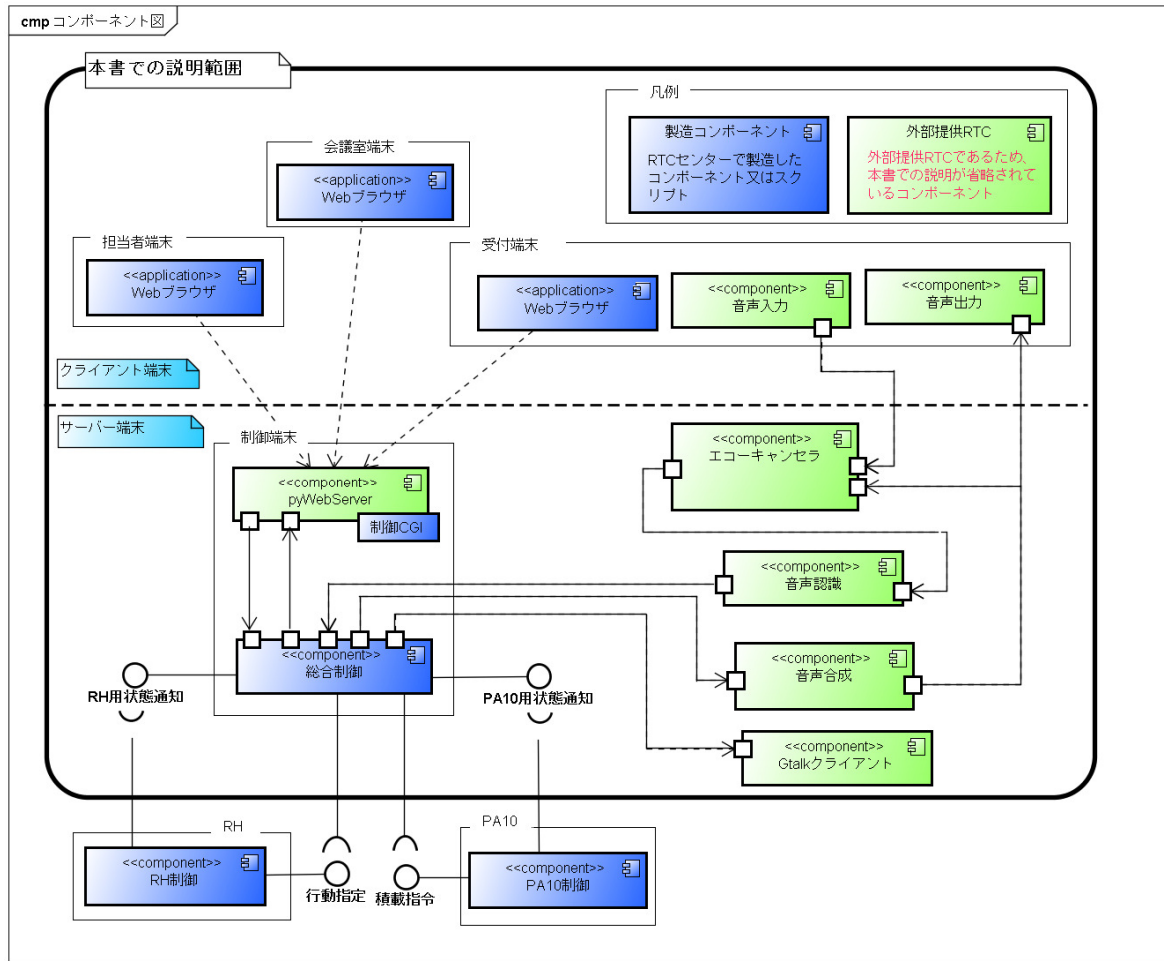 cmp コンポーネント図
本書での説明範囲
凡例
製造コンポーネント
RTCセンターで製造した
コンポーネント又はスク
リプト
外部提供RTC
外部提供RTCであるため、
本書での説明が省略されて
いるコンポーネント
会議室端末
<<application>>
Webブラウザ
担当者端末
<<application>>
Webブラウザ
受付端末
<<application>>
Webブラウザ
<<component>>
音声入力
<<component>>
音声出力
クライアント端末
サーバー端末
制御端末
<<component>>
pyWebServer
制御CGI
<<component>>
エコーキャンセラ
<<component>>
音声認識
<<component>>
総合制御
<<component>>
音声合成
RH用状態通知
PA10用状態通知
<<component>>
Gtalkクライアント
RH
<<component>>
RH制御
行動指定
積載指令
PA10
<<component>>
PA10制御